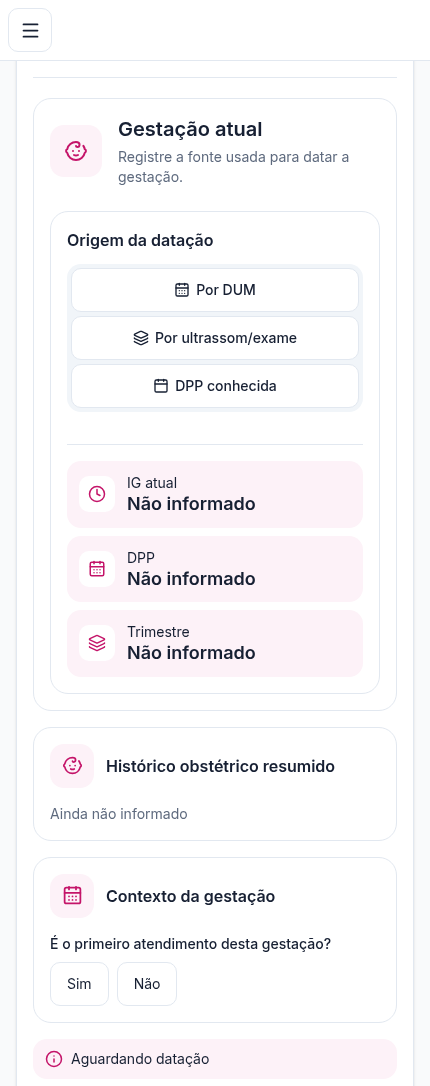 Gestação atual
Registre a fonte usada para datar a
gestação.
Origem da datação
Por DUM
Por ultrassom/exame
DPP conhecida
IG atual
Não informado
DPP
Não informado
Trimestre
Não informado
Histórico obstétrico resumido
Ainda não informado
Contexto da gestação
É o primeiro atendimento desta gestação?
Sim
Não
Aguardando datação